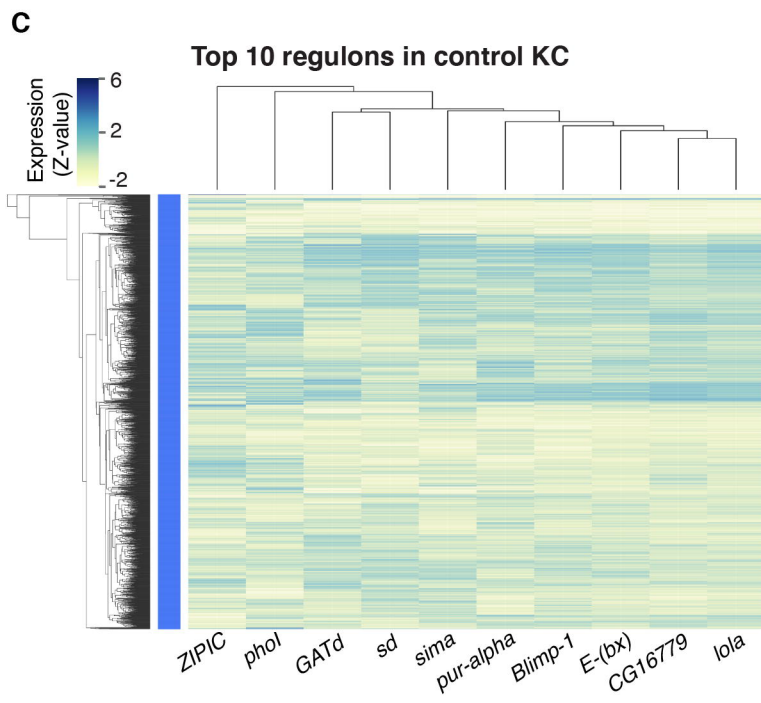 C
Top 10 regulons in control KC
Expression
(Z-value)
6
2
-2
ZIPIC phol GATd sd sima pur-alpha Blimp-1 E-(bx) CG16779 lola